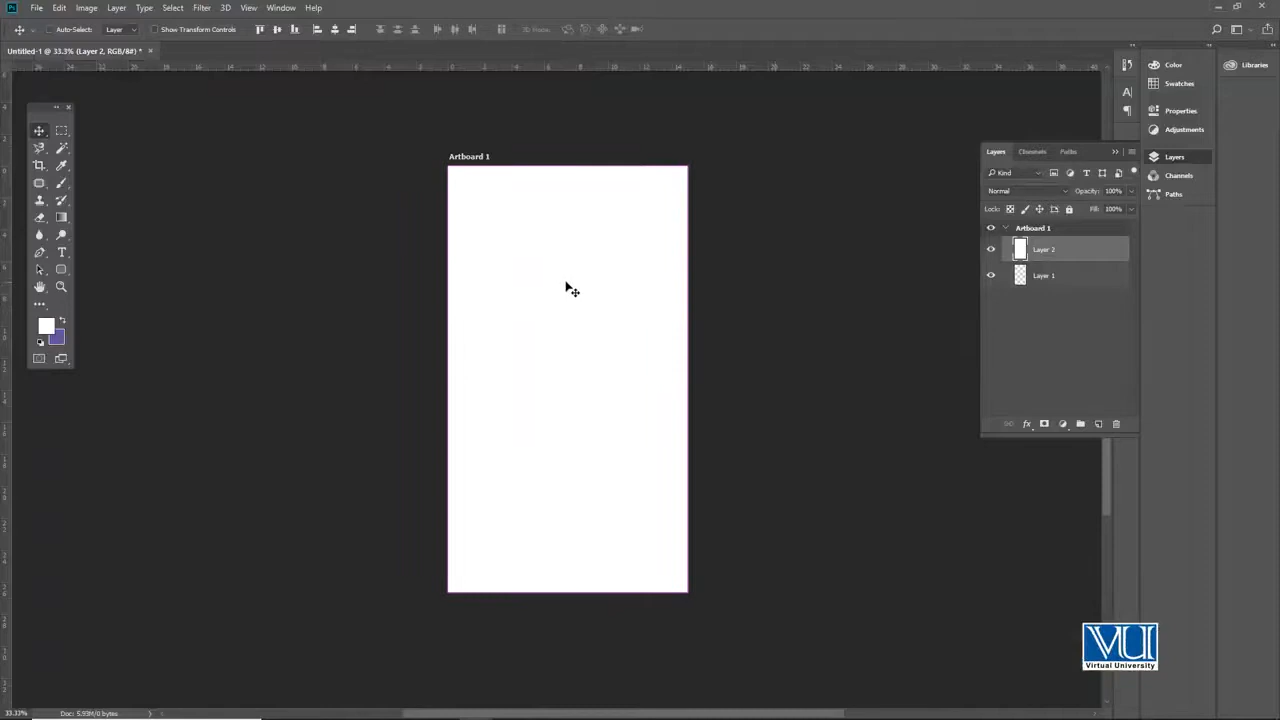 File Edit Image Layer Type Select Filter 3D View Window Help
Auto-Select: Layer Show Transform Controls 3D Mode:
Untitled-1 @ 33.3% (Layer 2, RGB/8#) * ×
Artboard 1
Color
Swatches
Properties
Adjustments
Layers
Channels
Paths
Libraries
Layers Channels Paths
Kind
Normal Opacity: 100%
Lock: Fill: 100%
Artboard 1
Layer 2
Layer 1
VU
Virtual University
33.33% Doc: 5.93M/0 bytes